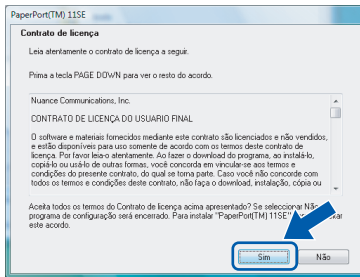 PaperPort(TM) 11SE
Contrato de licença
Leia atentamente o contrato de licença a seguir.
Prima a tecla PAGE DOWN para ver o resto do acordo.
Nuance Communications, Inc.
CONTRATO DE LICENÇA DO USUARIO FINAL
O software e materiais fornecidos mediante este contrato são licenciados e não vendidos,
e estão disponíveis para uso somente de acordo com os termos deste contrato de
licença. Por favor leia-o atentamente. Ao fazer o download do programa, ao instalá-lo,
copiá-lo ou usá-lo de outras formas, você concorda em vincular-se aos termos e
condições do presente contrato, do qual se torna parte. Caso você não concorde com
todos os termos e condições deste contrato, não faça o download, instalação, cópia ou
Aceita todos os termos do Contrato de licença acima apresentado? Se seleccionar Não,
programa de configuração será encerrado. Para instalar "PaperPort(TM) 11SE"
este acordo.
Sim
Não